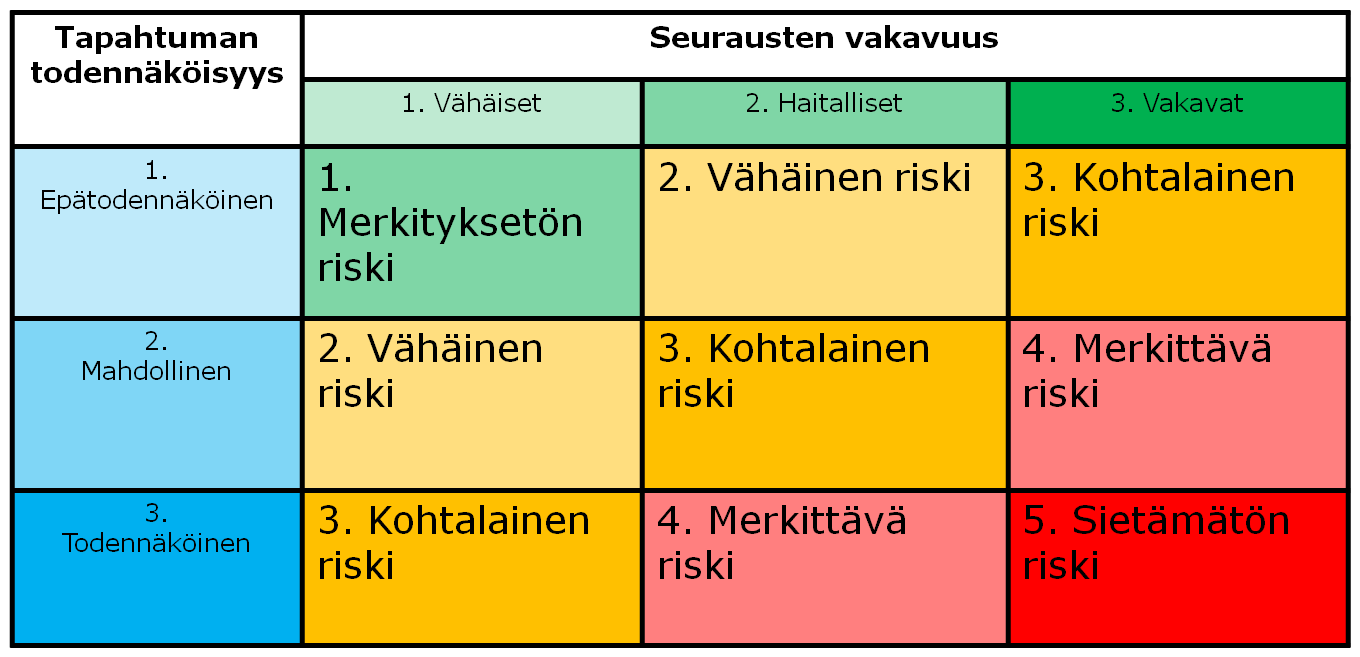 Tapahtuman
todennäköisyys
Seurausten vakavuus
1. Vähäiset
2. Haitalliset
3. Vakavat
1.
Epätodennäköinen
1.
Merkityksetön
riski
2. Vähäinen riski
3. Kohtalainen
riski
2.
Mahdollinen
2. Vähäinen
riski
3. Kohtalainen
riski
4. Merkittävä
riski
3.
Todennäköinen
3. Kohtalainen
riski
4. Merkittävä
riski
5. Sietämätön
riski